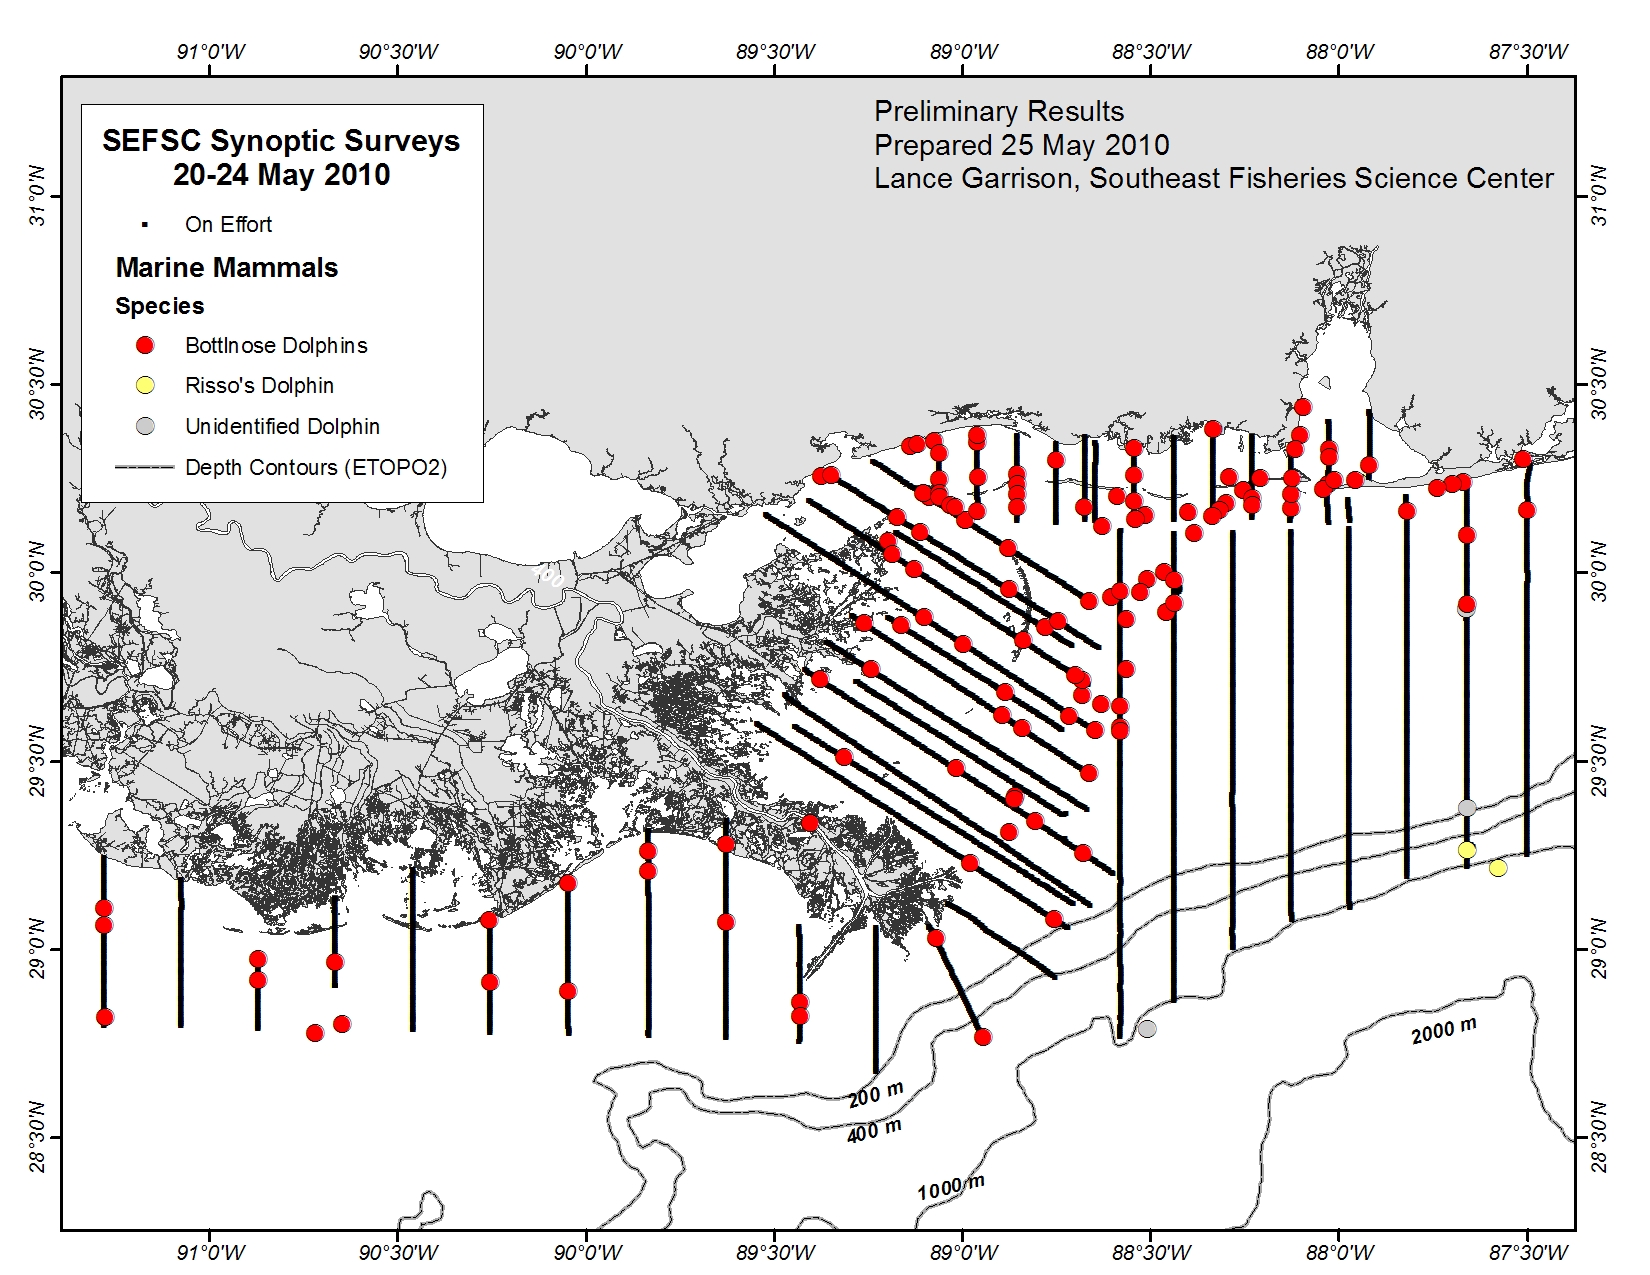 91°0'W 90°30'W 90°0'W 89°30'W 89°0'W 88°30'W 88°0'W 87°30'W
SEFSC Synoptic Surveys
20-24 May 2010
On Effort
Marine Mammals
Species
Bottlnose Dolphins
Risso's Dolphin
Unidentified Dolphin
Depth Contours (ETOPO2)
Preliminary Results
Prepared 25 May 2010
Lance Garrison, Southeast Fisheries Science Center
31°0'N
30°30'N
30°0'N
29°30'N
29°0'N
28°30'N
31°0'N
30°30'N
30°0'N
29°30'N
29°0'N
28°30'N
2000 m
200 m
400 m
1000 m
91°0'W 90°30'W 90°0'W 89°30'W 89°0'W 88°30'W 88°0'W 87°30'W